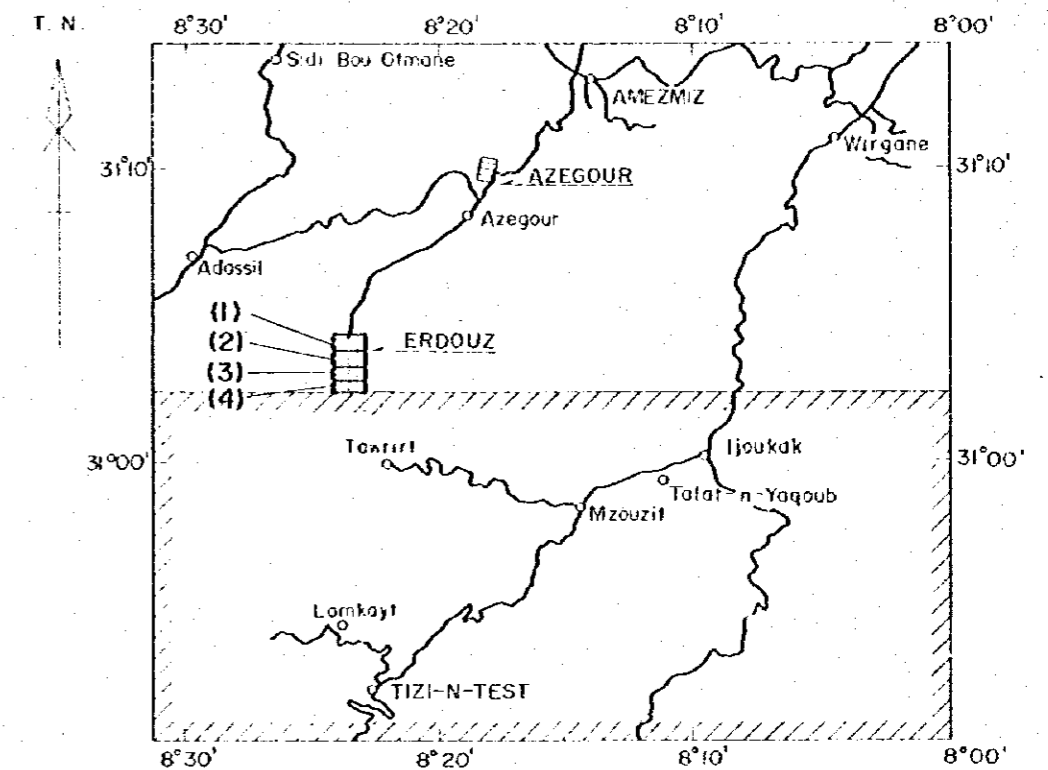 T. N.
8°30' 8°20' 8°10' 8°00'
Sidi Bou Otmane
AMEZMIZ
Wirgane
31°10' 31°10'
AZEGOUR
Azegour
Adassil
(1)
(2) ERDOUZ
(3)
(4)
Tawrirt Ijoukak
31°00' 31°00'
Talat-n-Yaqoub
Mzouzit
Lamkayt
TIZI-N-TEST
8°30' 8°20' 8°10' 8°00'